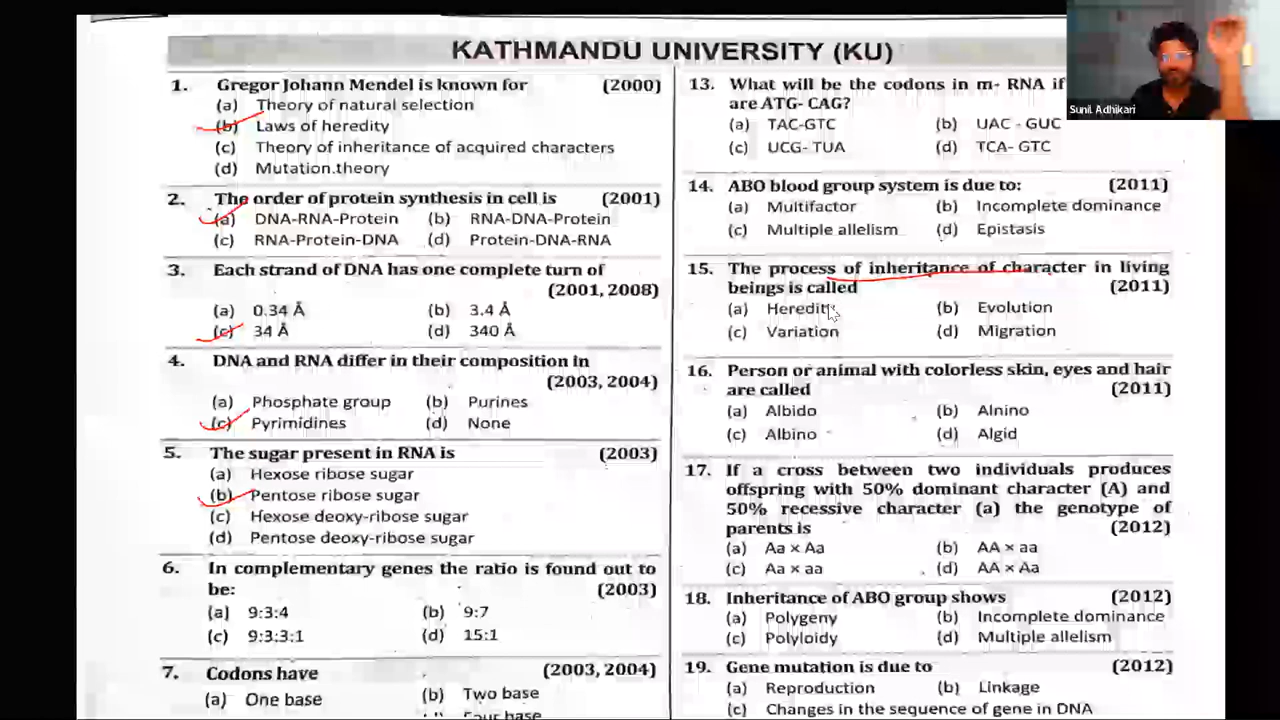 KATHMANDU UNIVERSITY (KU)
1. Gregor Johann Mendel is known for (2000)
(a) Theory of natural selection
(b) Laws of heredity
(c) Theory of inheritance of acquired characters
(d) Mutation.theory
2. The order of protein synthesis in cell is (2001)
(a) DNA-RNA-Protein (b) RNA-DNA-Protein
(c) RNA-Protein-DNA (d) Protein-DNA-RNA
3. Each strand of DNA has one complete turn of
(2001, 2008)
(a) 0.34 Å (b) 3.4 Å
(c) 34 Å (d) 340 Å
4. DNA and RNA differ in their composition in
(2003, 2004)
(a) Phosphate group (b) Purines
(c) Pyrimidines (d) None
5. The sugar present in RNA is (2003)
(a) Hexose ribose sugar
(b) Pentose ribose sugar
(c) Hexose deoxy-ribose sugar
(d) Pentose deoxy-ribose sugar
6. In complementary genes the ratio is found out to
be: (2003)
(a) 9:3:4 (b) 9:7
(c) 9:3:3:1 (d) 15:1
7. Codons have (2003, 2004)
(a) One base (b) Two base
Four base
13. What will be the codons in m- RNA if
are ATG- CAG?
(a) TAC-GTC (b) UAC - GUC
(c) UCG- TUA (d) TCA- GTC
14. ABO blood group system is due to: (2011)
(a) Multifactor (b) Incomplete dominance
(c) Multiple allelism (d) Epistasis
15. The process of inheritance of character in living
beings is called (2011)
(a) Heredity (b) Evolution
(c) Variation (d) Migration
16. Person or animal with colorless skin, eyes and hair
are called (2011)
(a) Albido (b) Alnino
(c) Albino (d) Algid
17. If a cross between two individuals produces
offspring with 50% dominant character (A) and
50% recessive character (a) the genotype of
parents is (2012)
(a) Aa × Aa (b) AA × aa
(c) Aa × aa (d) AA × Aa
18. Inheritance of ABO group shows (2012)
(a) Polygeny (b) Incomplete dominance
(c) Polyloidy (d) Multiple allelism
19. Gene mutation is due to (2012)
(a) Reproduction (b) Linkage
(c) Changes in the sequence of gene in DNA
Sunil Adhikari